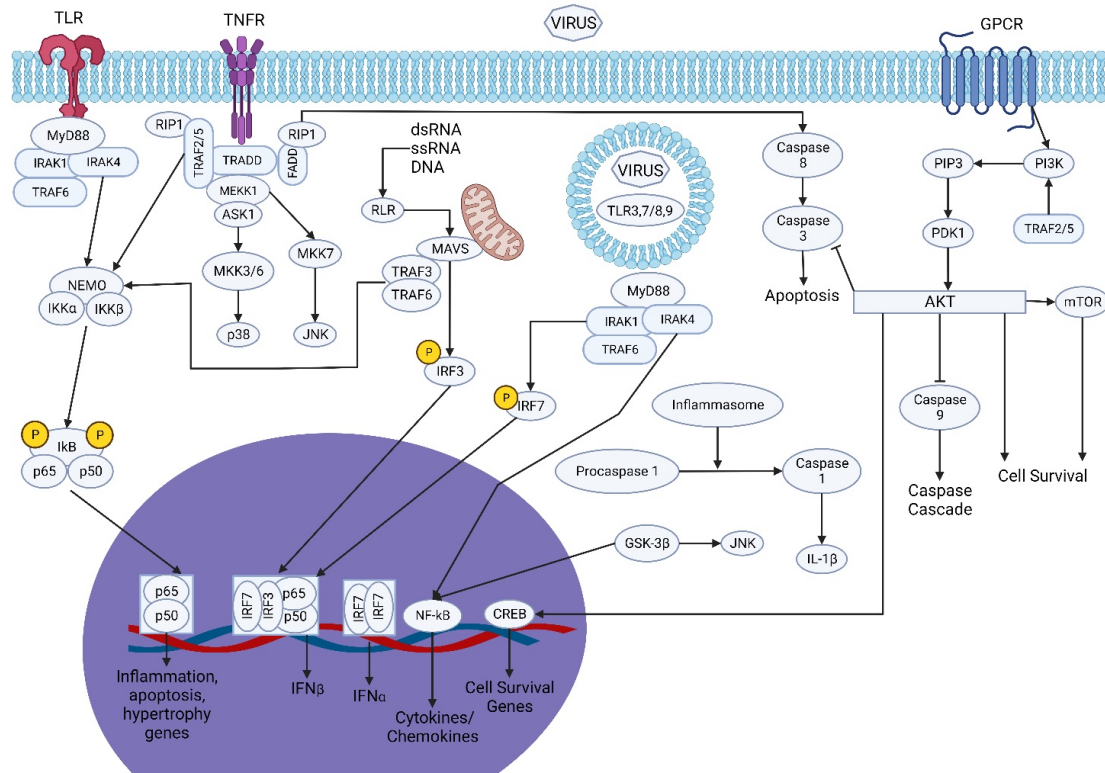 TLR
TNFR
VIRUS
GPCR
MyD88
IRAK1
IRAK4
TRAF6
RIP1
TRAF2/5
TRADD
FADD
RIP1
MEKK1
ASK1
MKK3/6
p38
MKK7
JNK
dsRNA
ssRNA
DNA
RLR
MAVS
TRAF3
TRAF6
P
IRF3
VIRUS
TLR3,7/8,9
MyD88
IRAK1
IRAK4
TRAF6
P
IRF7
Caspase
8
Caspase
3
Apoptosis
PIP3
PI3K
PDK1
TRAF2/5
AKT
mTOR
Caspase
9
Caspase
Cascade
Cell Survival
NEMO
IKKα
IKKβ
P
P
IkB
p65
p50
Inflammasome
Procaspase 1
Caspase
1
IL-1β
GSK-3β
JNK
p65
p50
IRF7
IRF3
p65
p50
IRF7
IRF7
NF-kB
CREB
Inflammation,
apoptosis,
hypertrophy
genes
IFNβ
IFNα
Cytokines/
Chemokines
Cell Survival
Genes